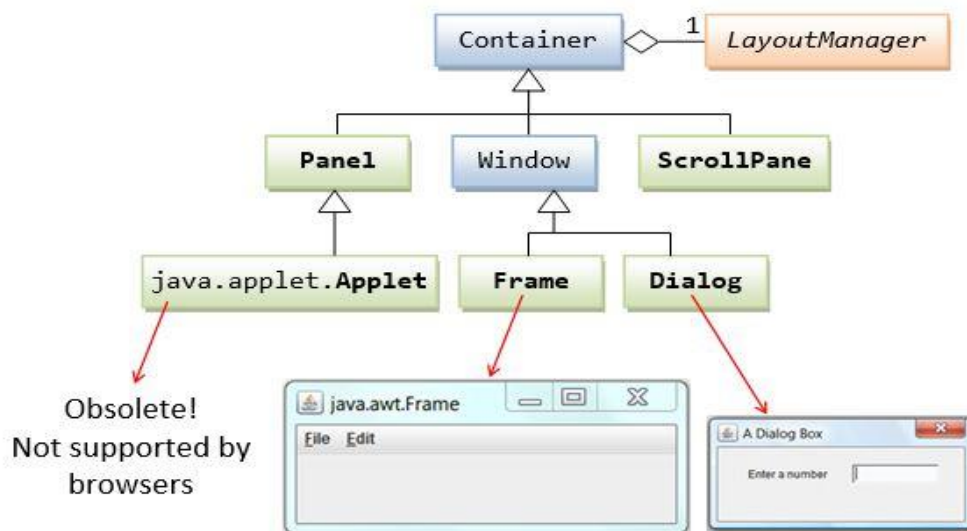 Container
1
LayoutManager
Panel
Window
ScrollPane
java.applet.Applet
Frame
Dialog
Obsolete!
Not supported by
browsers
java.awt.Frame
File Edit
A Dialog Box
Enter a number